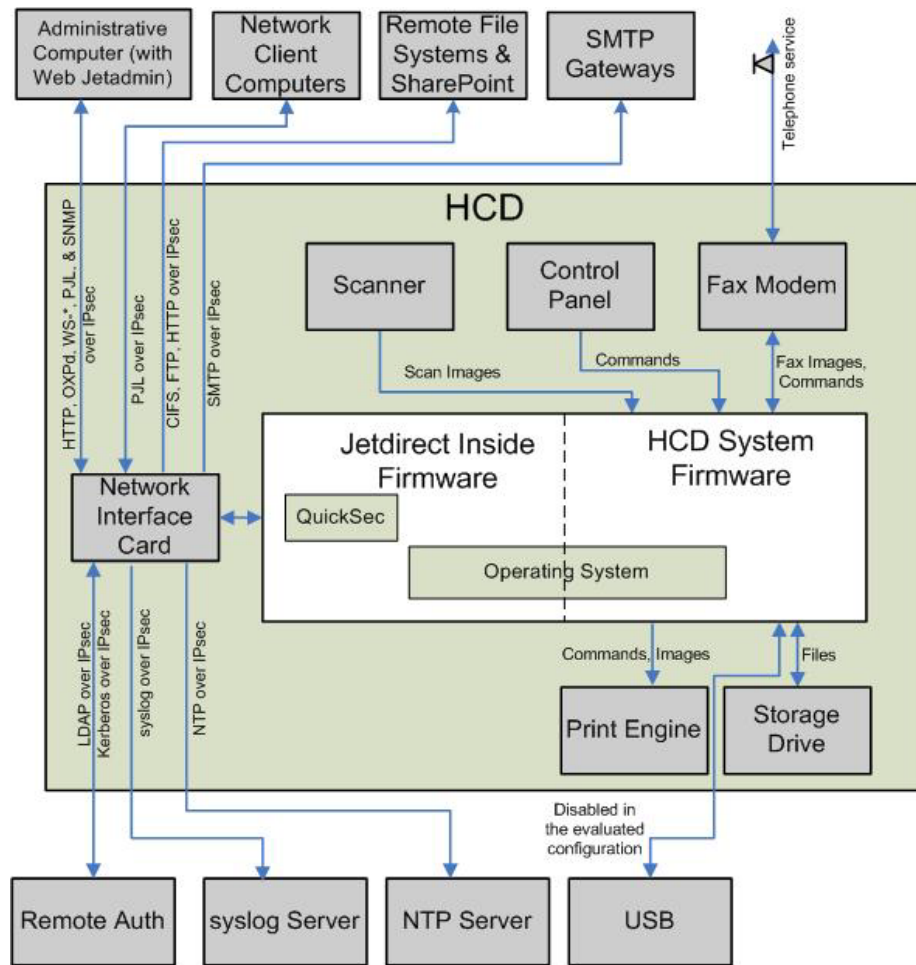 Administrative
Computer (with
Web Jetadmin)
Network
Client
Computers
Remote File
Systems &
SharePoint
SMTP
Gateways
Telephone service
HCD
HTTP, OXPd, WS-*, PJL, & SNMP
over IPsec
PJL over IPsec
CIFS, FTP, HTTP over IPsec
SMTP over IPsec
Scanner
Control
Panel
Fax Modem
Scan Images
Commands
Fax Images,
Commands
Jetdirect Inside
Firmware
HCD System
Firmware
Network
Interface
Card
QuickSec
Operating System
LDAP over IPsec
Kerberos over IPsec
syslog over IPsec
NTP over IPsec
Commands, Images
Files
Print Engine
Storage
Drive
Disabled in
the evaluated
configuration
Remote Auth
syslog Server
NTP Server
USB